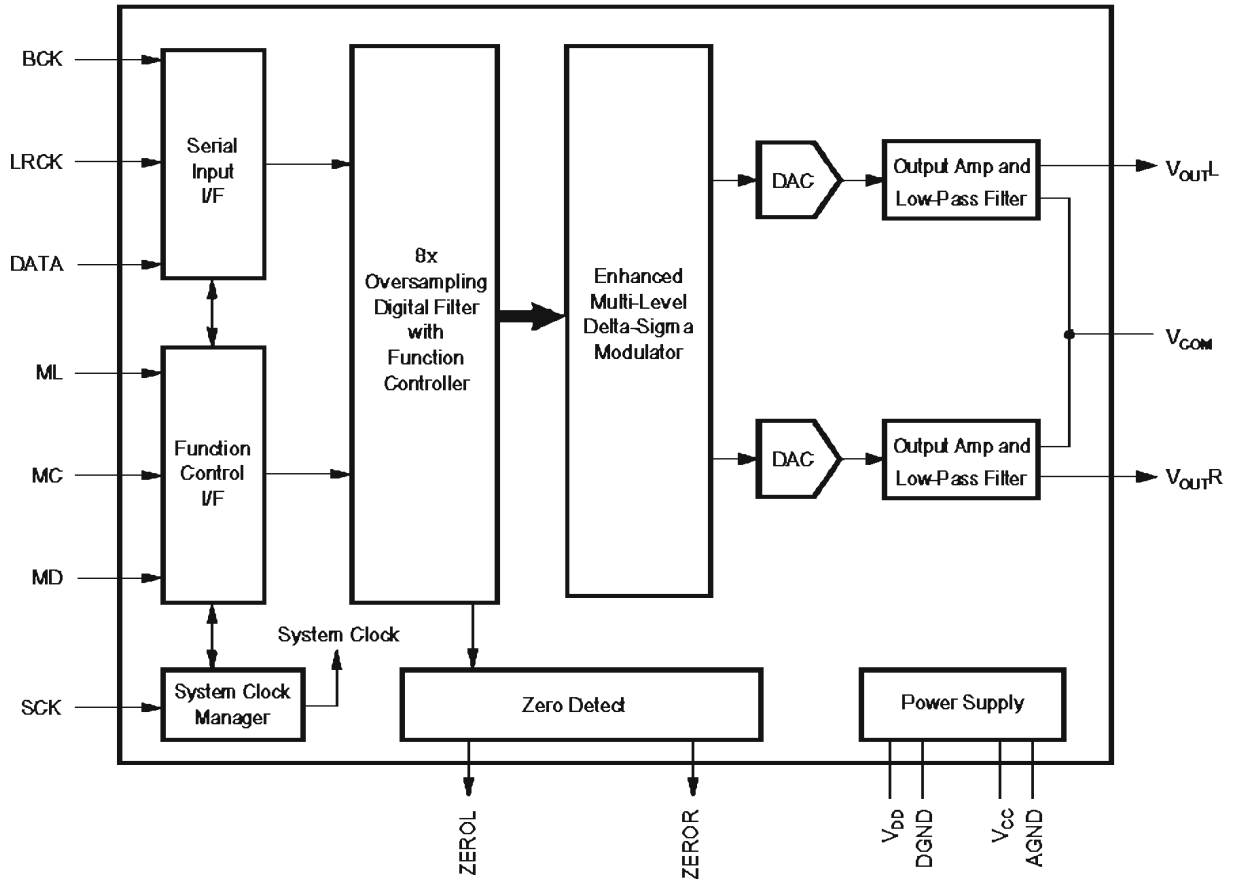 BCK
LRCK
DATA
ML
MC
MD
SCK
Serial
Input
I/F
Function
Control
I/F
System Clock
Manager
System Clock
8x
Oversampling
Digital Filter
with
Function
Controller
Enhanced
Multi-Level
Delta-Sigma
Modulator
DAC
Output Amp and
Low-Pass Filter
VOUTL
VCOM
DAC
Output Amp and
Low-Pass Filter
VOUTR
Zero Detect
Power Supply
ZEROL
ZEROR
VDD
DGND
VCC
AGND